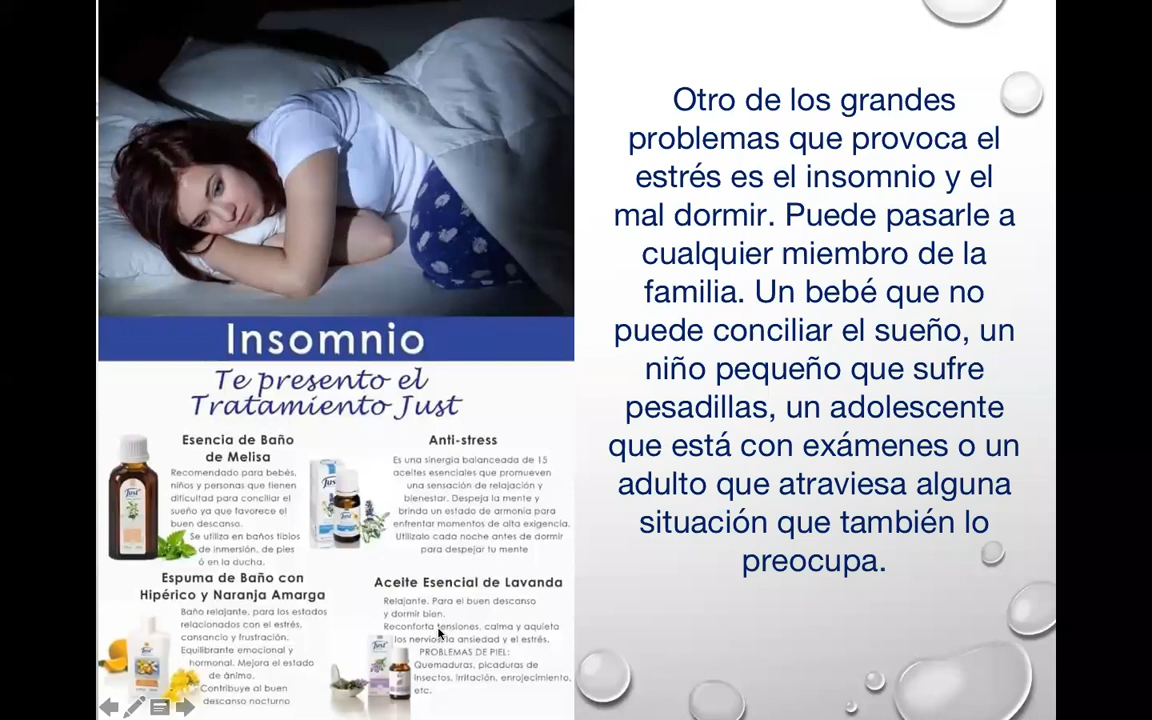 Insomnio
Te presento el
Tratamiento Just
Esencia de Baño
de Melisa
Recomendado para bebés,
niños y personas que tienen
dificultad para conciliar el
sueño ya que favorece el
buen descanso.
Se utiliza en baños tibios
de inmersión, de pies
ó en la ducha.
Anti-stress
Es una sinergia balanceada de 15
aceites esenciales que promueven
una sensación de relajación y
bienestar. Despeja la mente y
brinda un estado de armonía para
enfrentar momentos de alta exigencia.
Utilízalo cada noche antes de dormir
para despejar tu mente
Espuma de Baño con
Hipérico y Naranja Amarga
Baño relajante, para los estados
relacionados con el estrés,
cansancio y frustración.
Equilibrante emocional y
hormonal. Mejora el estado
de ánimo.
Contribuye al buen
descanso nocturno
Aceite Esencial de Lavanda
Relajante. Para el buen descanso
y dormir bien.
Reconforta tensiones, calma y aquieta
los nervios, la ansiedad y el estrés.
PROBLEMAS DE PIEL:
Quemaduras, picaduras de
insectos, irritación, enrojecimiento,
etc.
Just
Just
Just
Just
Otro de los grandes
problemas que provoca el
estrés es el insomnio y el
mal dormir. Puede pasarle a
cualquier miembro de la
familia. Un bebé que no
puede conciliar el sueño, un
niño pequeño que sufre
pesadillas, un adolescente
que está con exámenes o un
adulto que atraviesa alguna
situación que también lo
preocupa.